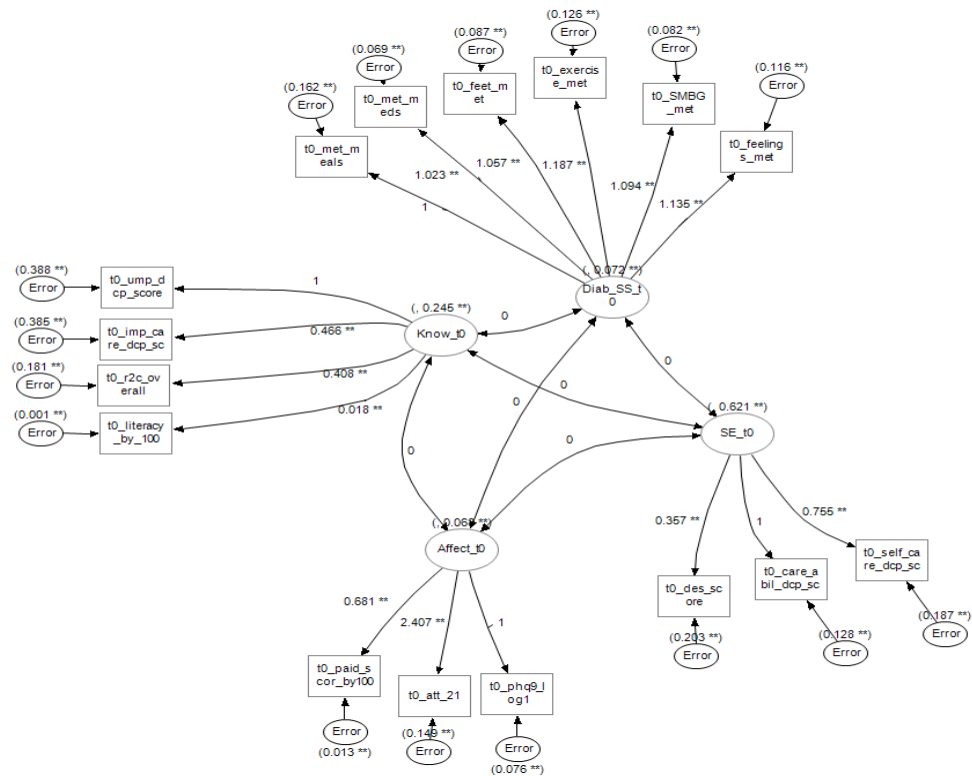 (0.126 **)
Error
(0.087 **)
Error
(0.082 **)
Error
(0.069 **)
Error
(0.116 **)
Error
(0.162 **)
Error
t0_exercis
e_met
t0_feet_m
et
t0_SMBG
_met
t0_met_m
eds
t0_feeling
s_met
t0_met_m
eals
1.187 **
1.057 **
1.023 **
1.094 **
1.135 **
1
(, 0.072 **)
Diab_SS_t
0
(0.388 **)
Error
t0_ump_d
cp_score
1
(0.385 **)
Error
t0_imp_ca
re_dcp_sc
0.466 **
(0.181 **)
Error
t0_r2c_ov
erall
0.408 **
(0.001 **)
Error
t0_literacy
_by_100
0.018 **
(, 0.245 **)
Know_t0
0
0
0
0
0
0
(, 0.621 **)
SE_t0
(, 0.068 **)
Affect_t0
0.357 **
1
0.755 **
t0_des_sc
ore
t0_care_a
bil_dcp_sc
t0_self_ca
re_dcp_sc
(0.203 **)
Error
(0.128 **)
Error
(0.187 **)
Error
0.681 **
2.407 **
1
t0_paid_s
cor_by100
t0_att_21
t0_phq9_l
og1
Error
(0.013 **)
(0.149 **)
Error
Error
(0.076 **)